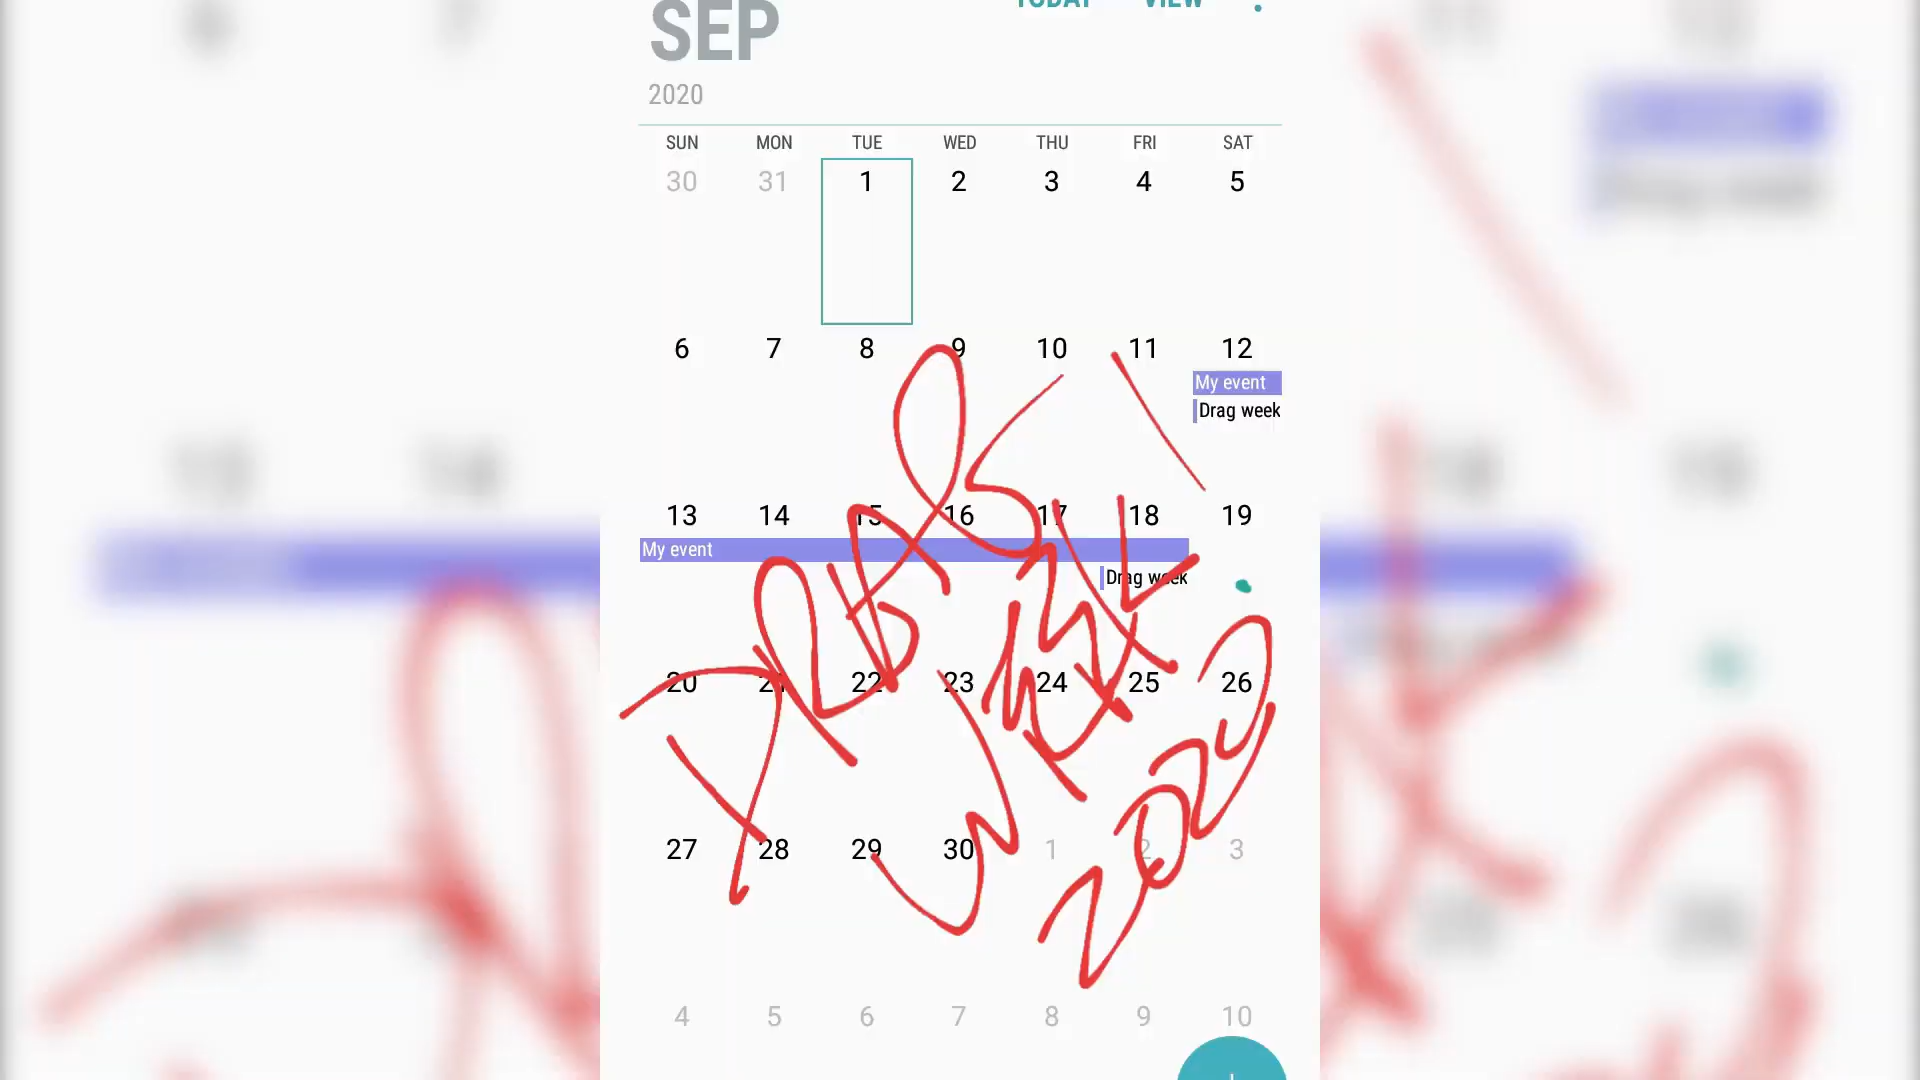 TODAY VIEW
SEP
2020
SUN MON TUE WED THU FRI SAT
30 31 1 2 3 4 5
6 7 8 9 10 11 12
My event
Drag week
13 14 15 16 17 18 19
My event
Drag week
20 21 22 23 24 25 26
27 28 29 30 1 2 3
4 5 6 7 8 9 10
DRAG
WEEK
2020